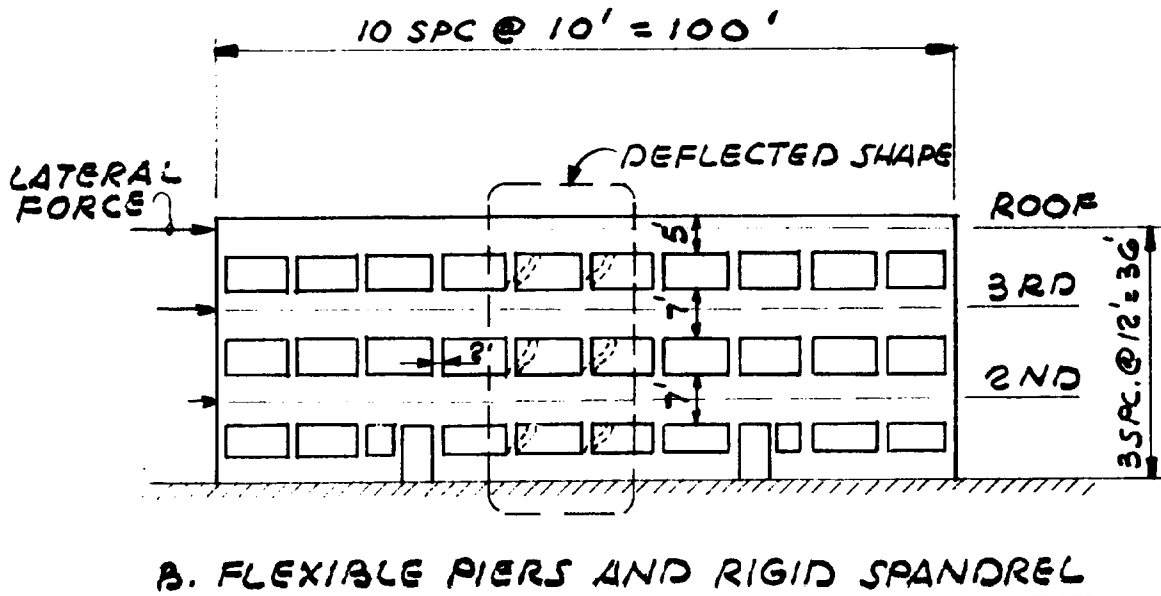 10 SPC @ 10' = 100'
DEFLECTED SHAPE
LATERAL
FORCE
ROOF
5'
3RD
7'
2'
2ND
7'
3 SPC. @ 12' = 36'
B. FLEXIBLE PIERS AND RIGID SPANDREL